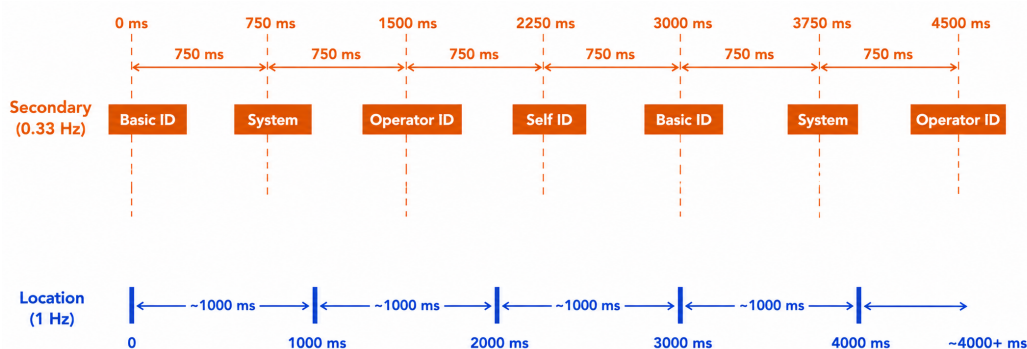 0 ms 750 ms 1500 ms 2250 ms 3000 ms 3750 ms 4500 ms
750 ms 750 ms 750 ms 750 ms 750 ms 750 ms
Secondary
(0.33 Hz)
Basic ID System Operator ID Self ID Basic ID System Operator ID
Location
(1 Hz)
~1000 ms ~1000 ms ~1000 ms ~1000 ms
0 1000 ms 2000 ms 3000 ms 4000 ms ~4000+ ms